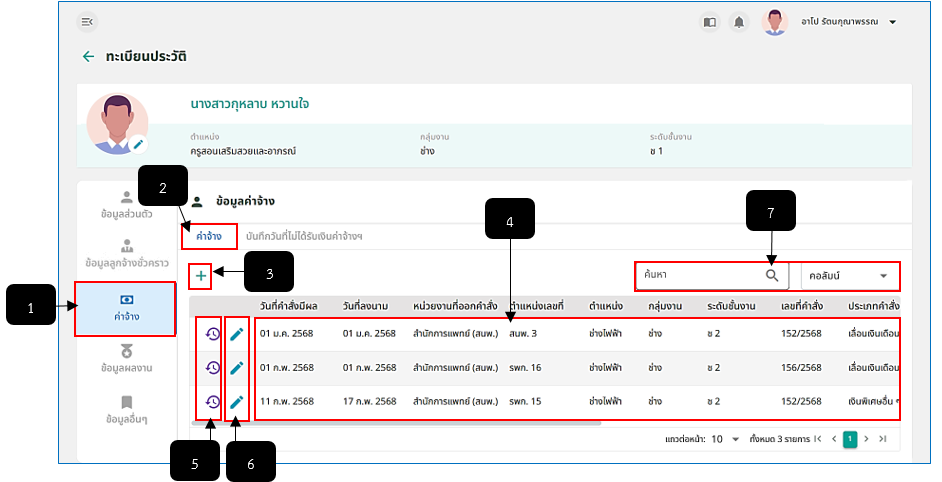 อาโป รัตนกุณาพรรณ
ทะเบียนประวัติ
นางสาวกุหลาบ หวานใจ
ตำแหน่ง กลุ่มงาน ระดับชั้นงาน
ครูสอนเสริมสวยและอาภรณ์ ช่าง ช 1
2
ข้อมูลส่วนตัว
ข้อมูลค่าจ้าง
4
7
ค่าจ้าง บันทึกวันที่ไม่ได้รับเงินค่าจ้างฯ
ข้อมูลลูกจ้างชั่วคราว
3
ค้นหา คอลัมน์
1
ค่าจ้าง
วันที่คำสั่งมีผล วันที่ลงนาม หน่วยงานที่ออกคำสั่ง ตำแหน่งเลขที่ ตำแหน่ง กลุ่มงาน ระดับชั้นงาน เลขที่คำสั่ง ประเภทคำสั่ง
01 ม.ค. 2568 01 ม.ค. 2568 สำนักการแพทย์ (สนพ.) สนพ. 3 ช่างไฟฟ้า ช่าง ช 2 152/2568 เลื่อนเงินเดือน
ข้อมูลผลงาน
01 ก.พ. 2568 01 ก.พ. 2568 สำนักการแพทย์ (สนพ.) รพก. 16 ช่างไฟฟ้า ช่าง ช 2 156/2568 เลื่อนเงินเดือน
11 ก.พ. 2568 17 ก.พ. 2568 สำนักการแพทย์ (สนพ.) รพก. 15 ช่างไฟฟ้า ช่าง ช 2 152/2568 เงินพิเศษอื่น ๆ
ข้อมูลอื่นๆ
แถวต่อหน้า: 10 ทั้งหมด 3 รายการ 1
5
6